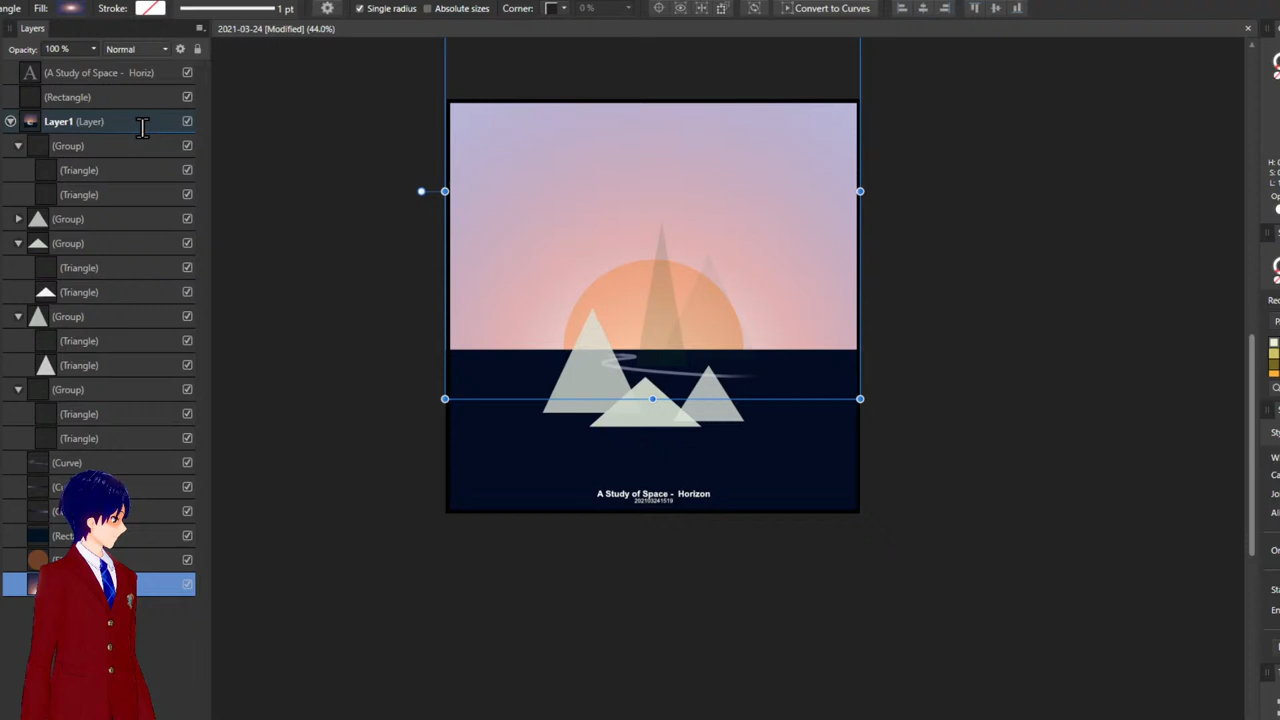 angle Fill: Stroke: 1 pt Single radius Absolute sizes Corner: 0 % Convert to Curves
Layers 2021-03-24 [Modified] (44.0%)
Opacity: 100 % Normal
A (A Study of Space - Horiz)
(Rectangle)
Layer1 (Layer)
(Group)
(Triangle)
(Triangle)
(Group)
(Group)
(Triangle)
(Triangle)
(Group)
(Triangle)
(Triangle)
(Group)
(Triangle)
(Triangle)
(Curve)
A Study of Space - Horizon
202103241519